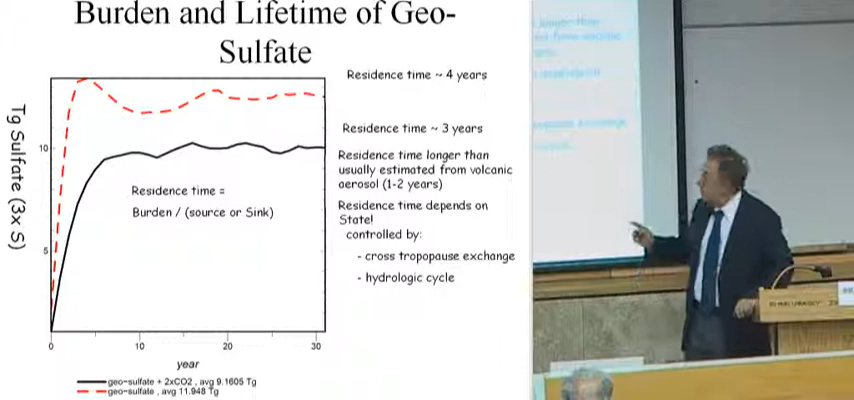 Burden and Lifetime of Geo-
Sulfate
Tg Sulfate (3x S)
10
5
0
10
20
30
year
geo-sulfate + 2xCO2 , avg 9.1605 Tg
geo-sulfate , avg 11.948 Tg
Residence time =
Burden / (source or Sink)
Residence time ~ 4 years
Residence time ~ 3 years
Residence time longer than
usually estimated from volcanic
aerosol (1-2 years)
Residence time depends on
State!
controlled by:
- cross tropopause exchange
- hydrologic cycle